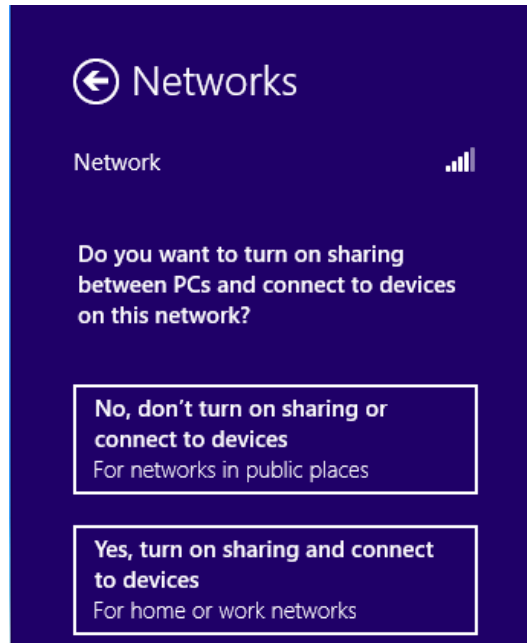 Networks
Network
Do you want to turn on sharing
between PCs and connect to devices
on this network?
No, don't turn on sharing or
connect to devices
For networks in public places
Yes, turn on sharing and connect
to devices
For home or work networks